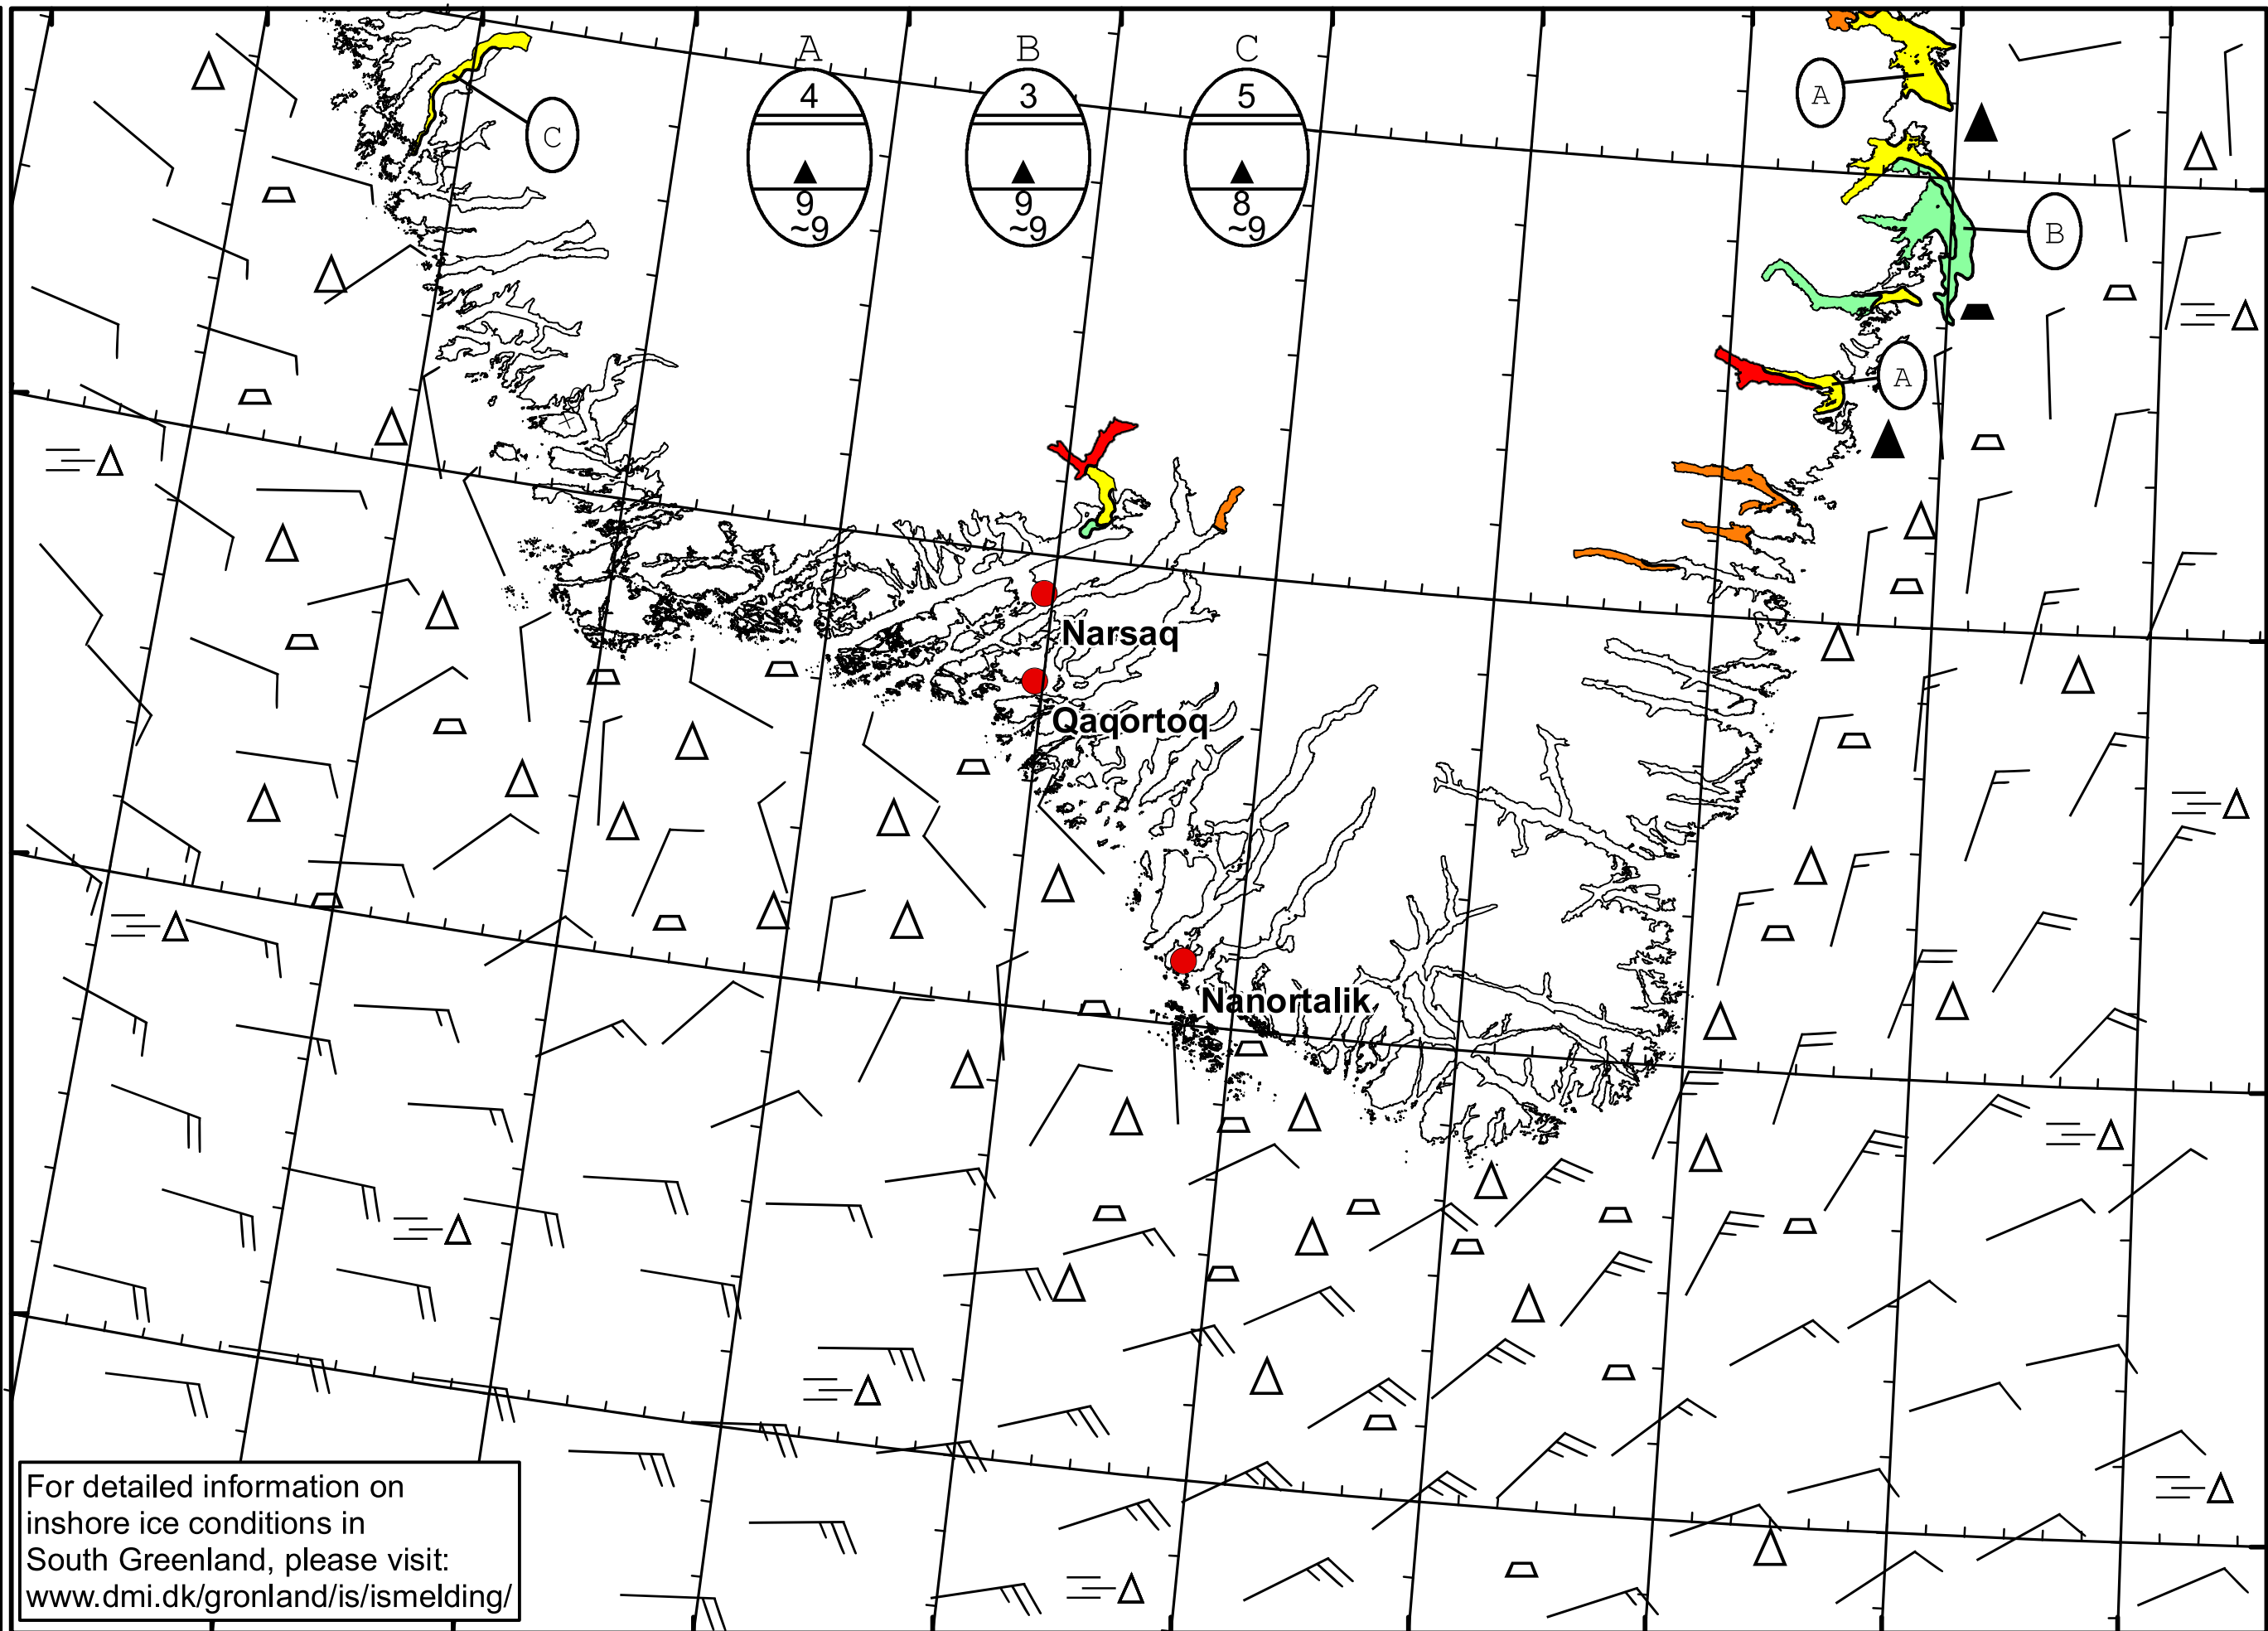 A B C
4 3 5
9 9 8
~9 ~9 ~9
A
C
B
A
Narsaq
Qaqortoq
Nanortalik
For detailed information on
inshore ice conditions in
South Greenland, please visit:
www.dmi.dk/gronland/is/ismelding/